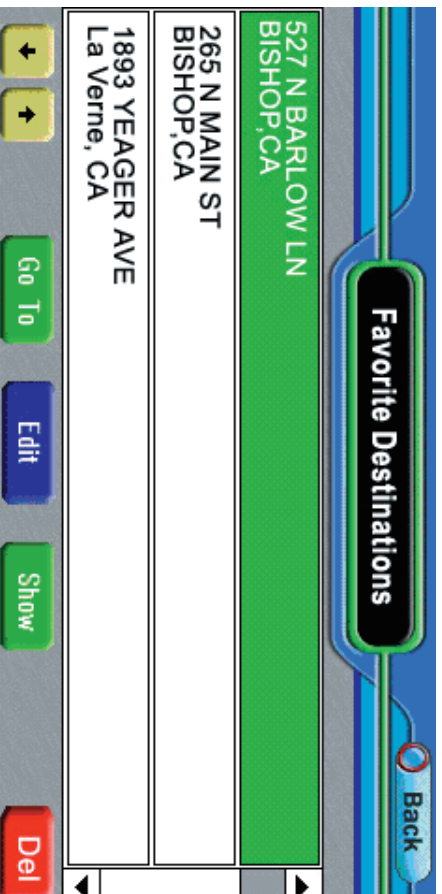 Favorite Destinations
Back
527 N BARLOW LN
BISHOP,CA
265 N MAIN ST
BISHOP,CA
1893 YEAGER AVE
La Verne, CA
Go To
Edit
Show
Del